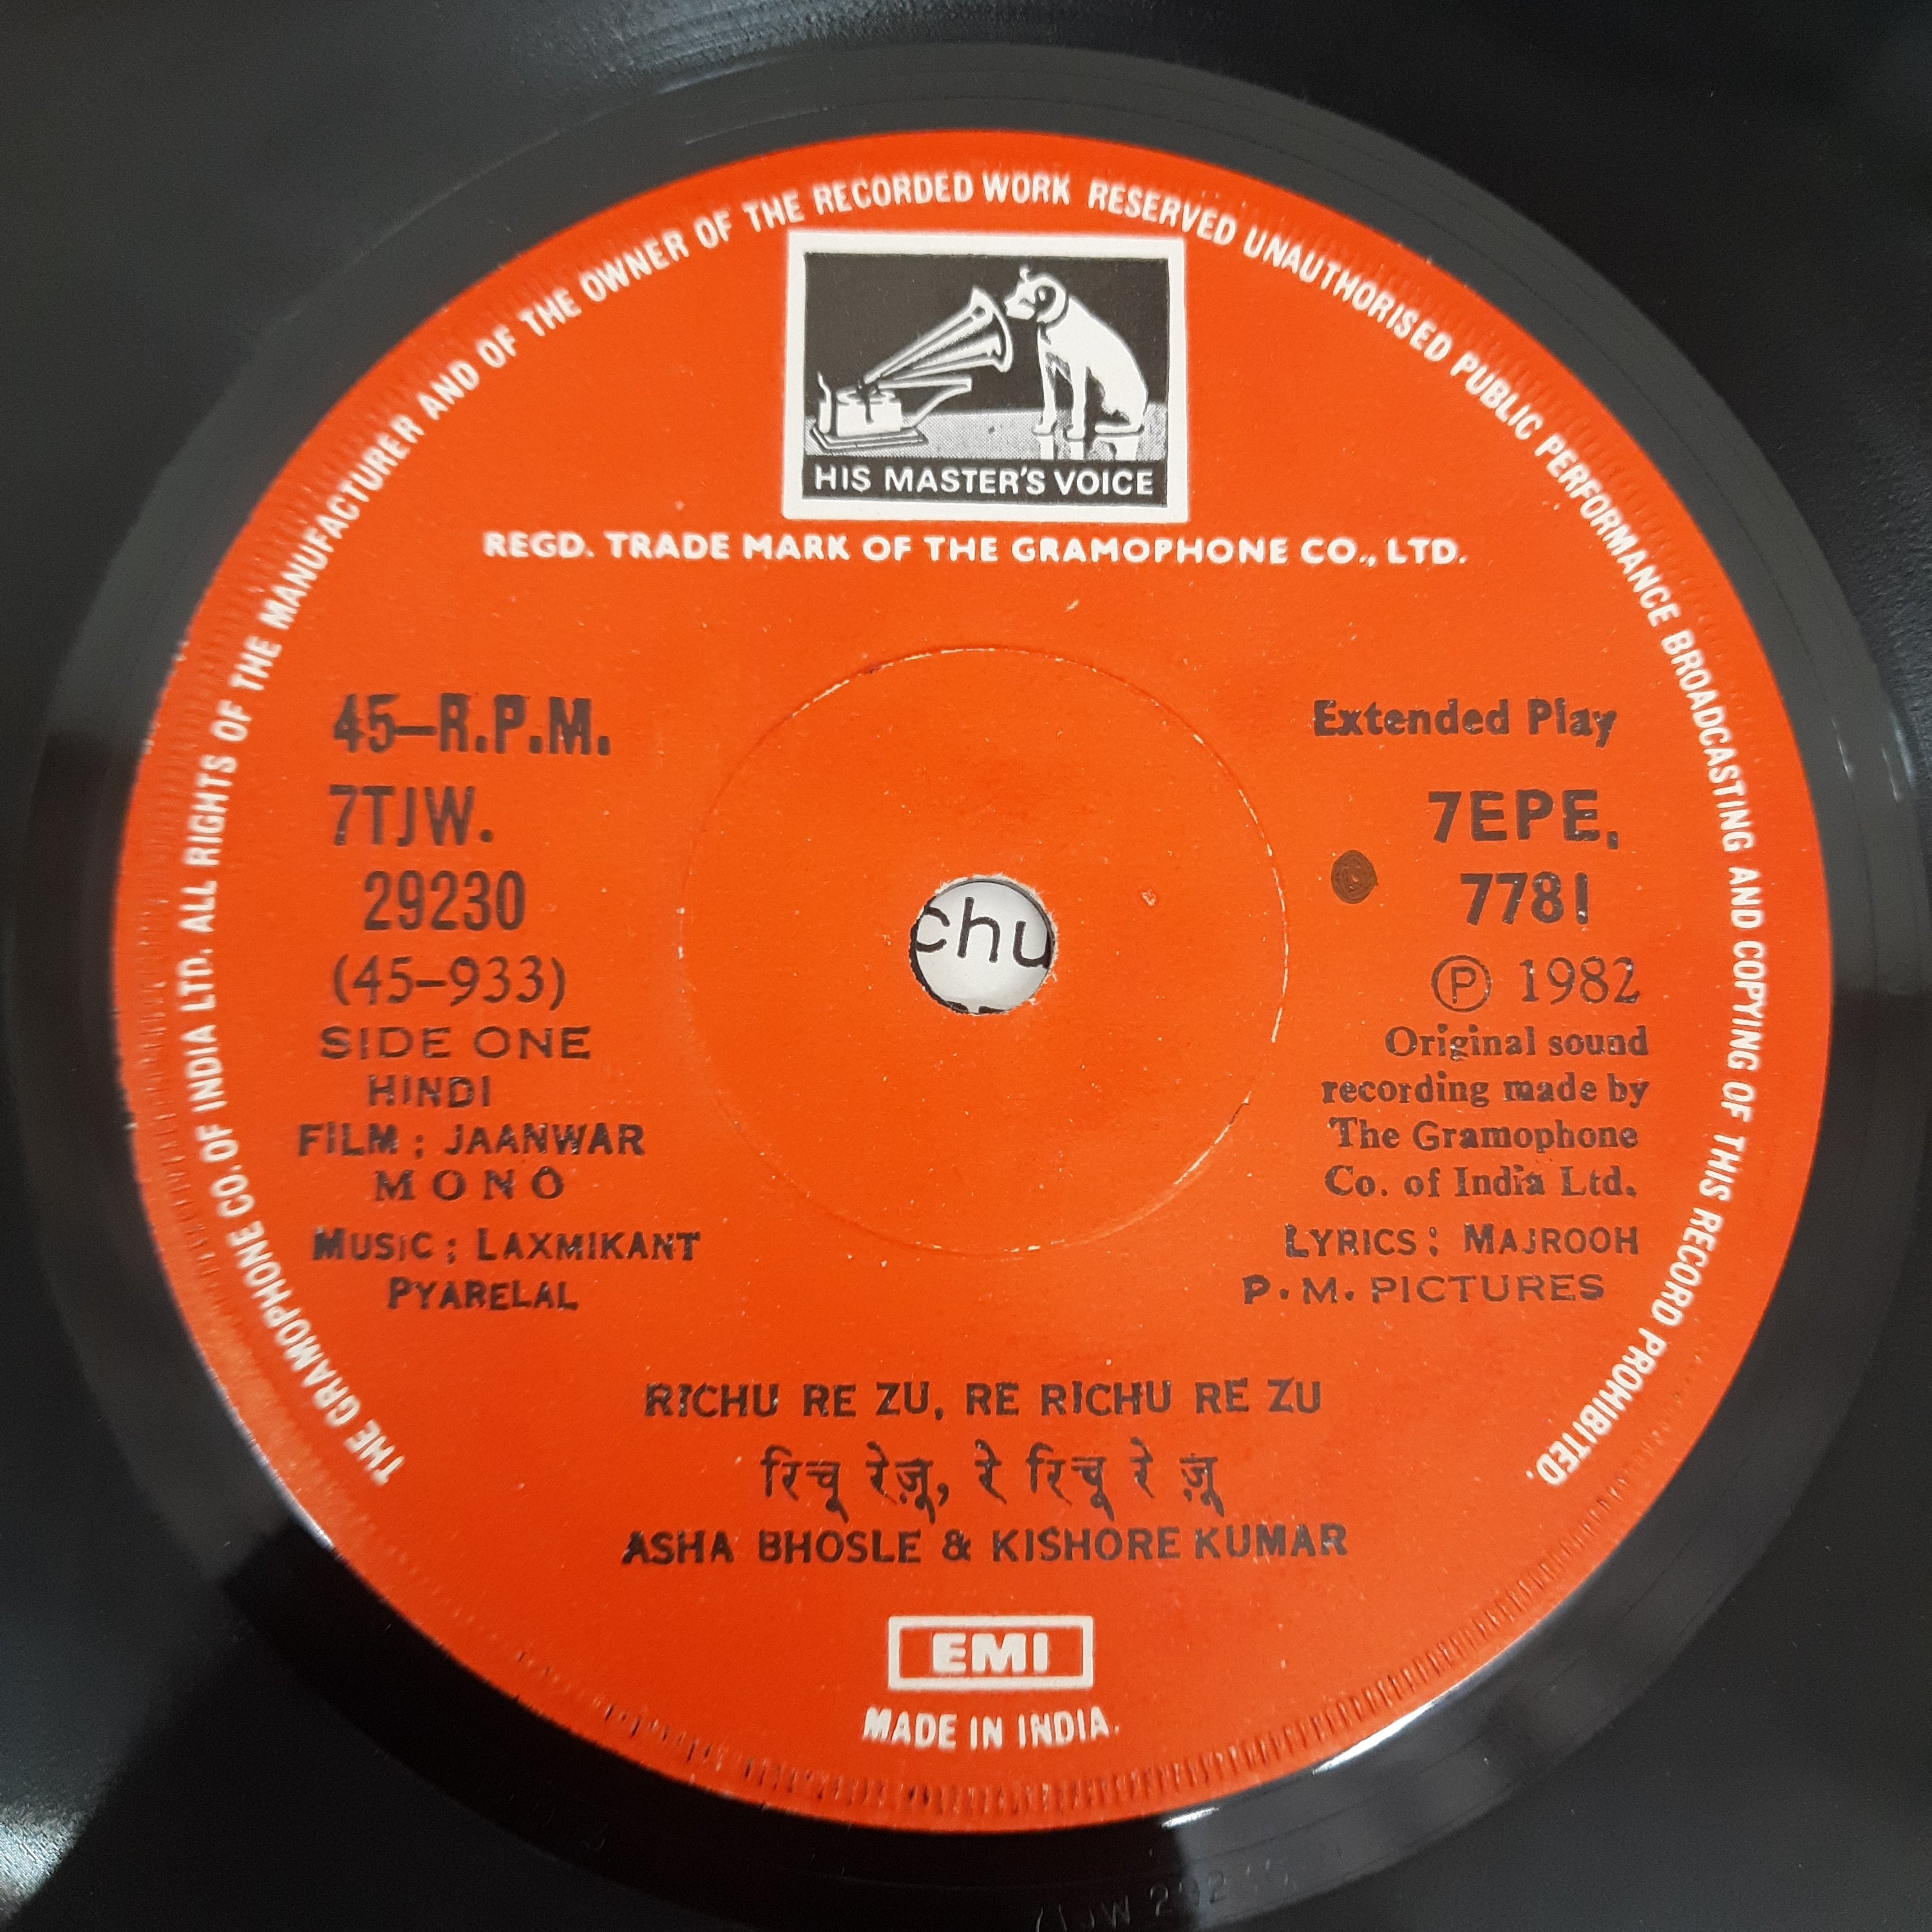 THE GRAMOPHONE CO. OF INDIA LTD. ALL RIGHTS OF THE MANUFACTURER AND OF THE OWNER OF THE RECORDED WORK RESERVED UNAUTHORISED PUBLIC PERFORMANCE BROADCASTING AND COPYING OF THIS RECORD PROHIBITED.
HIS MASTER'S VOICE
REGD. TRADE MARK OF THE GRAMOPHONE CO., LTD.
45-R.P.M.
7TJW.
29230
(45-933)
SIDE ONE
HINDI
FILM : JAANWAR
MONO
MUSIC : LAXMIKANT
PYARELAL
Extended Play
7EPE.
7781
℗ 1982
Original sound
recording made by
The Gramophone
Co. of India Ltd.
LYRICS : MAJROOH
P.M. PICTURES
chu
RICHU RE ZU, RE RICHU RE ZU
रिचू रेज़ू, रे रिचू रे ज़ू
ASHA BHOSLE & KISHORE KUMAR
EMI
MADE IN INDIA.